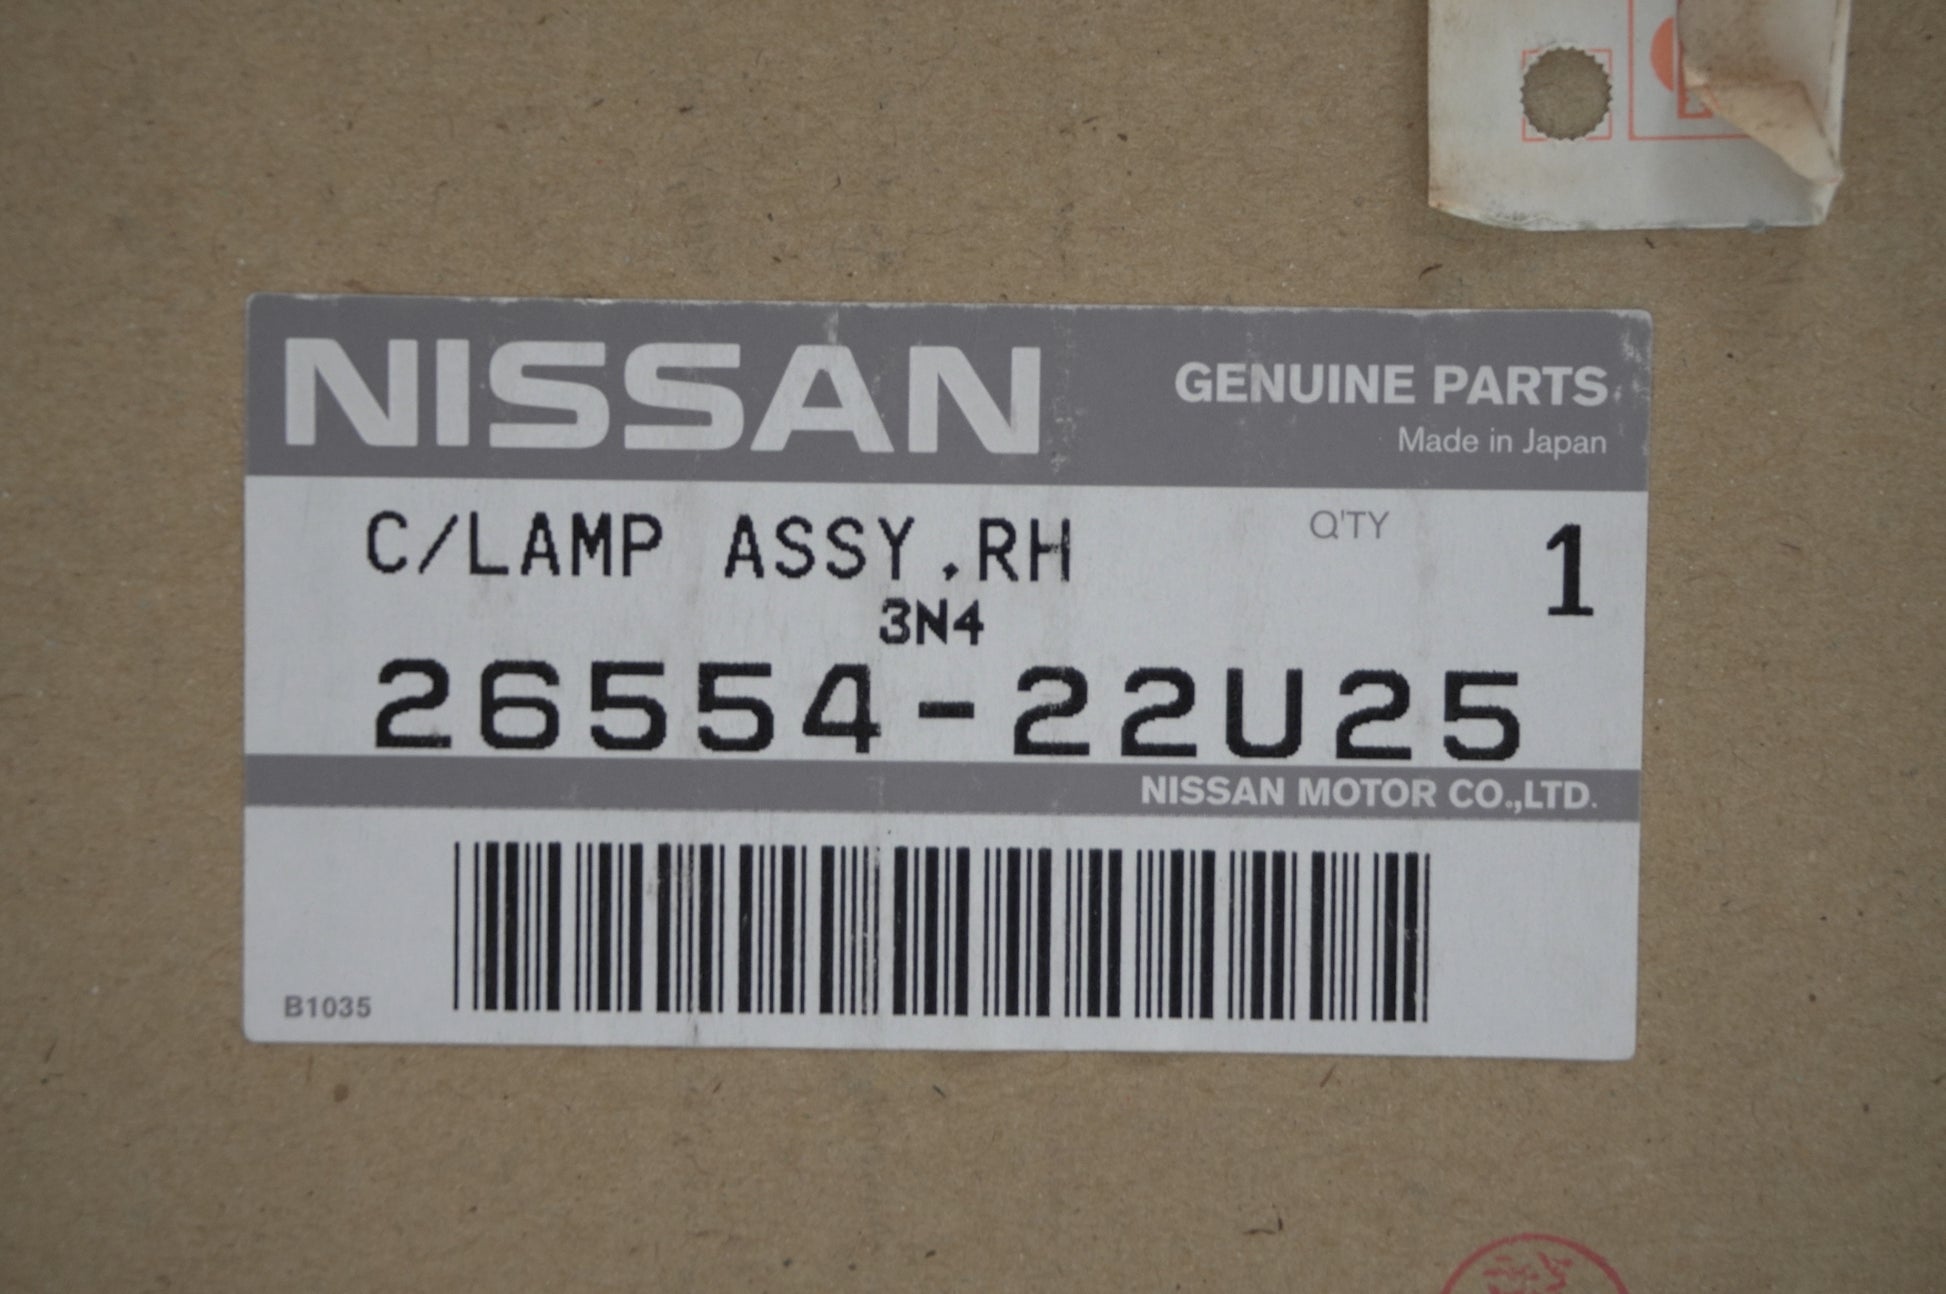 NISSAN
GENUINE PARTS
Made in Japan
C/LAMP ASSY,RH
Q'TY 1
3N4
26554-22U25
NISSAN MOTOR CO.,LTD.
B1035